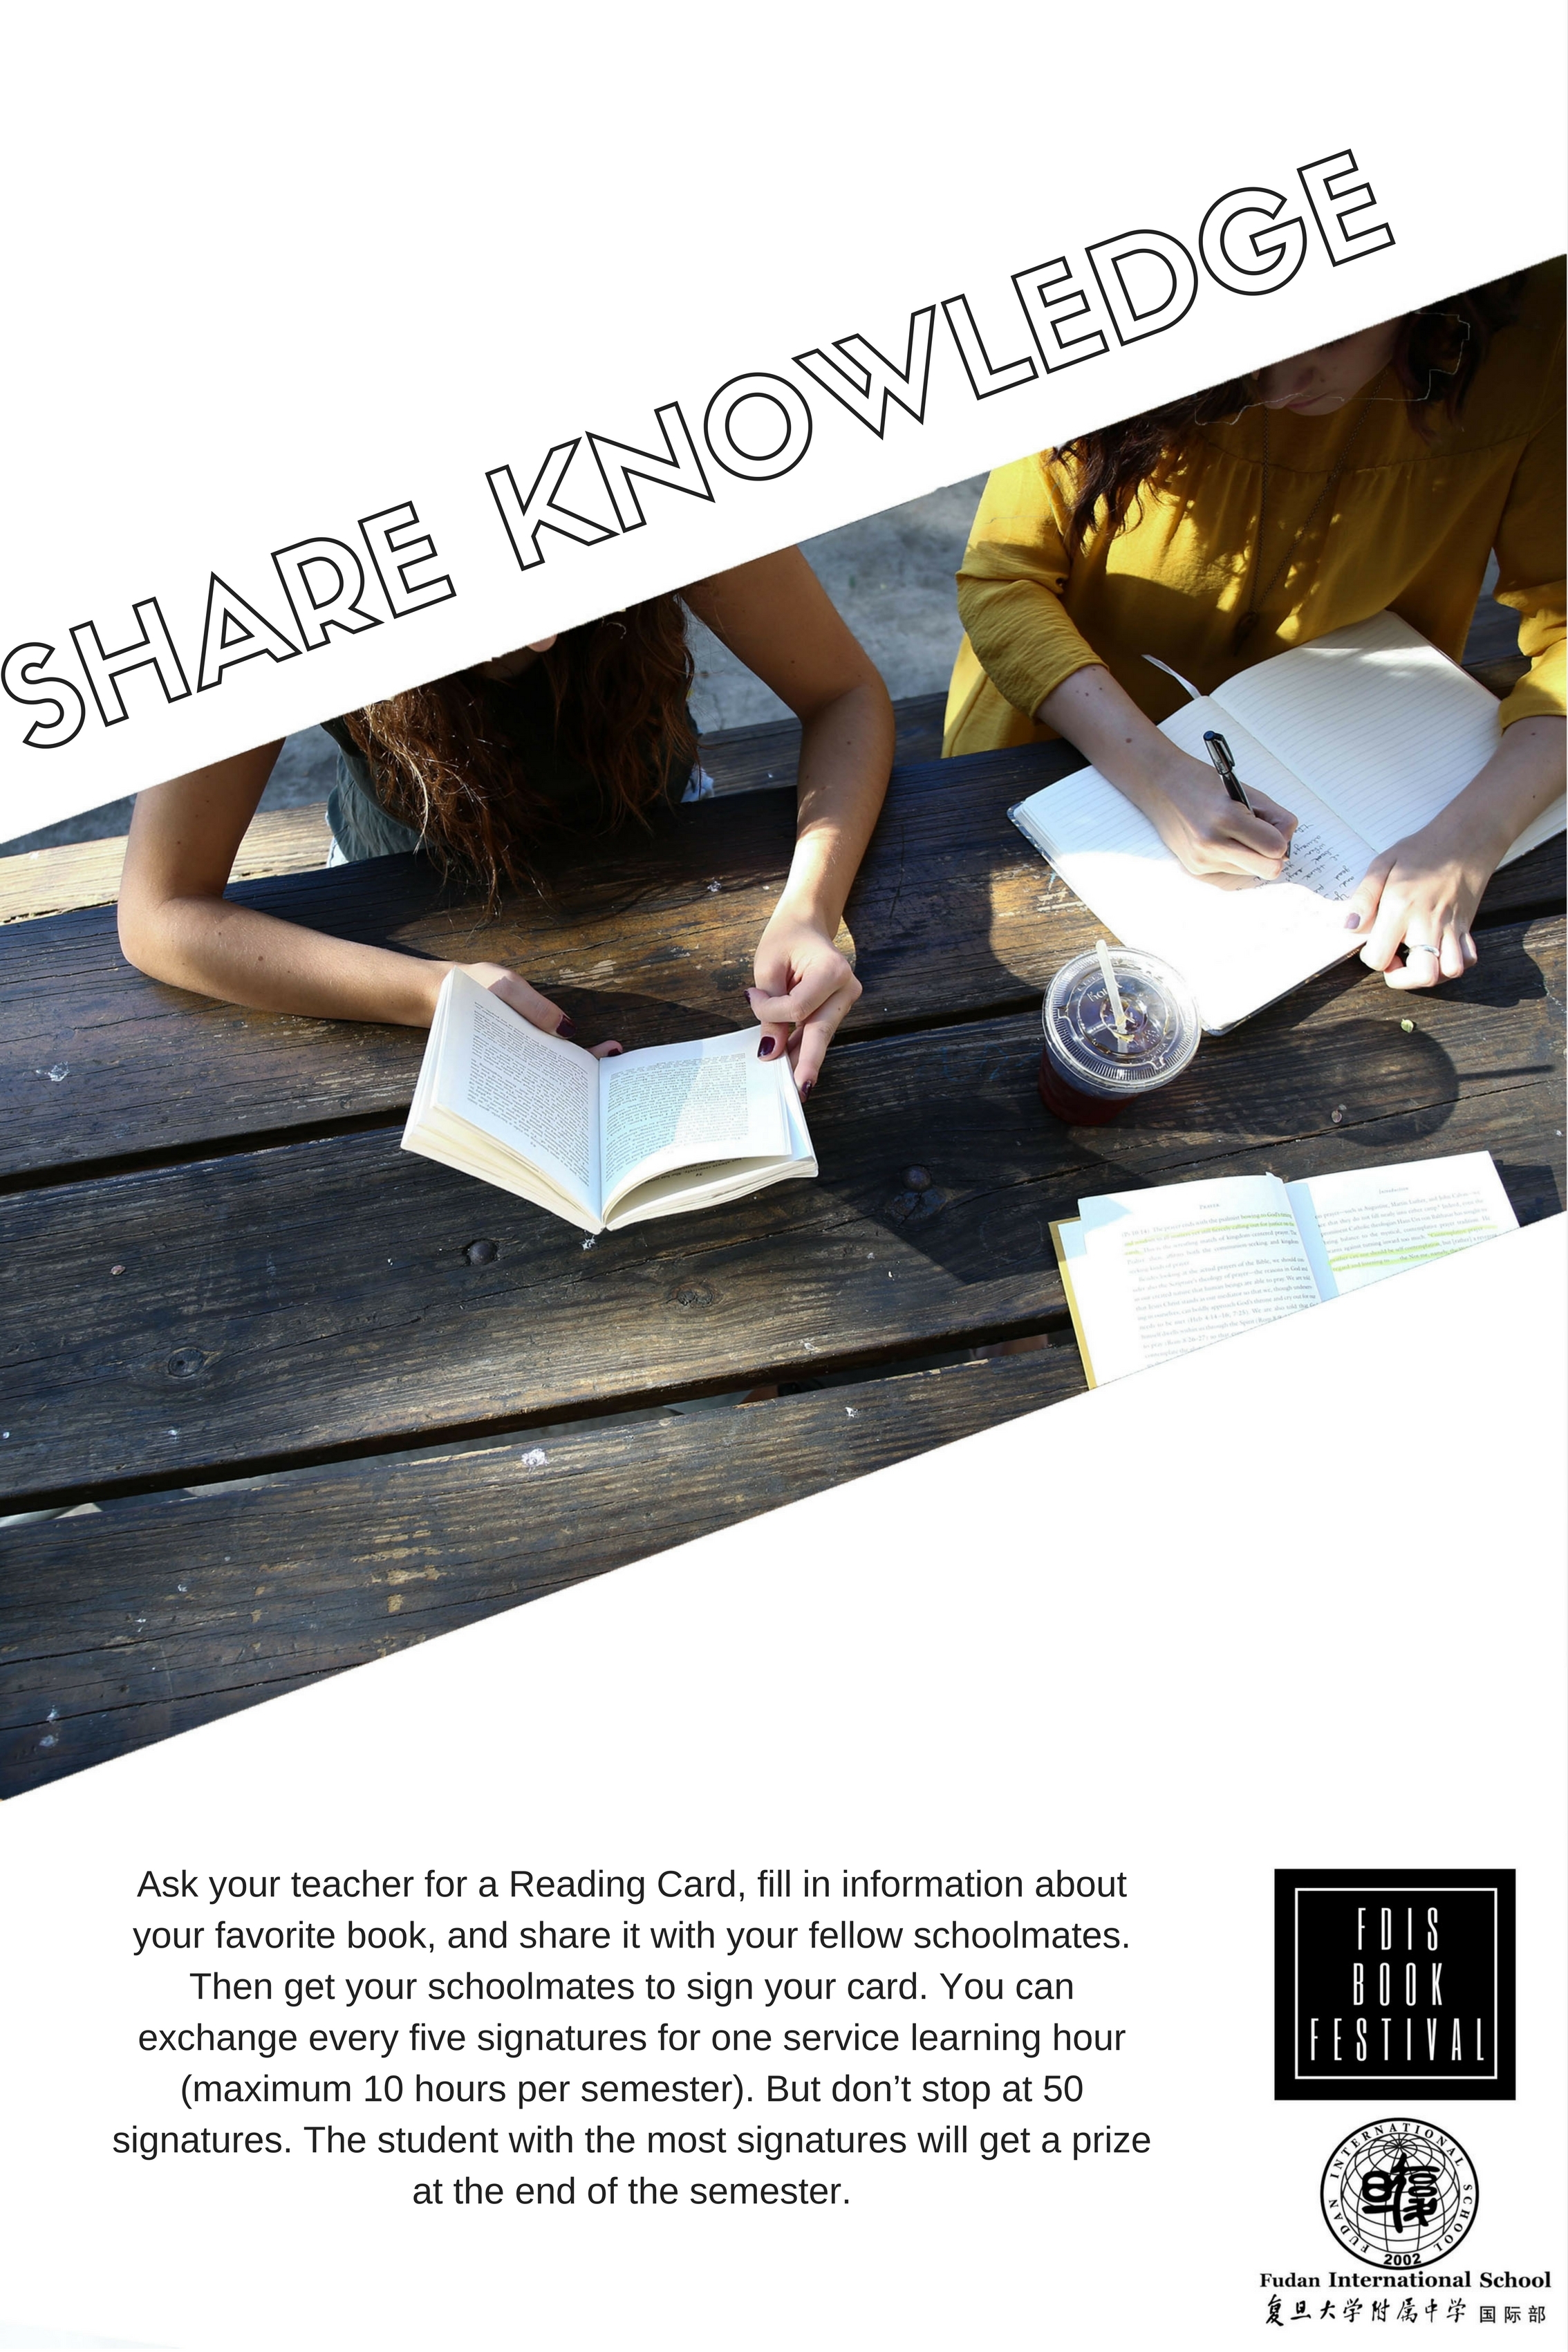 SHARE KNOWLEDGE
PRAYER
Introduction
Ask your teacher for a Reading Card, fill in information about
your favorite book, and share it with your fellow schoolmates.
Then get your schoolmates to sign your card. You can
exchange every five signatures for one service learning hour
(maximum 10 hours per semester). But don’t stop at 50
signatures. The student with the most signatures will get a prize
at the end of the semester.
FDIS
BOOK
FESTIVAL
FUDAN INTERNATIONAL SCHOOL
2002
Fudan International School
复旦大学附属中学 国际部